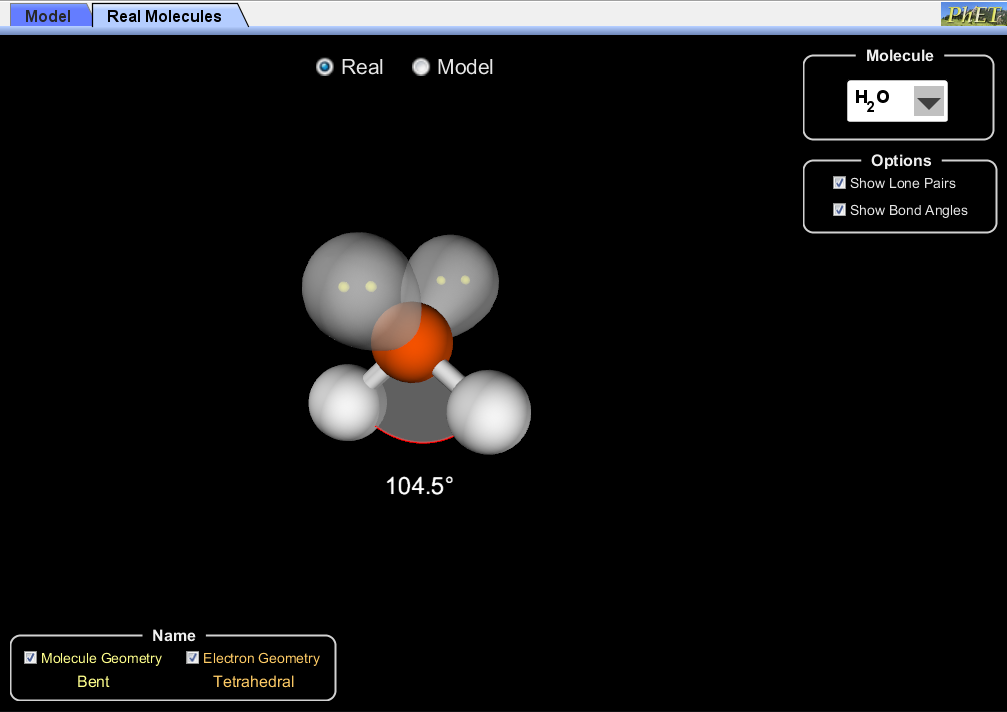 Model
Real Molecules
PhET
Real
Model
Molecule
H₂O
Options
Show Lone Pairs
Show Bond Angles
104.5°
Name
Molecule Geometry
Electron Geometry
Bent
Tetrahedral